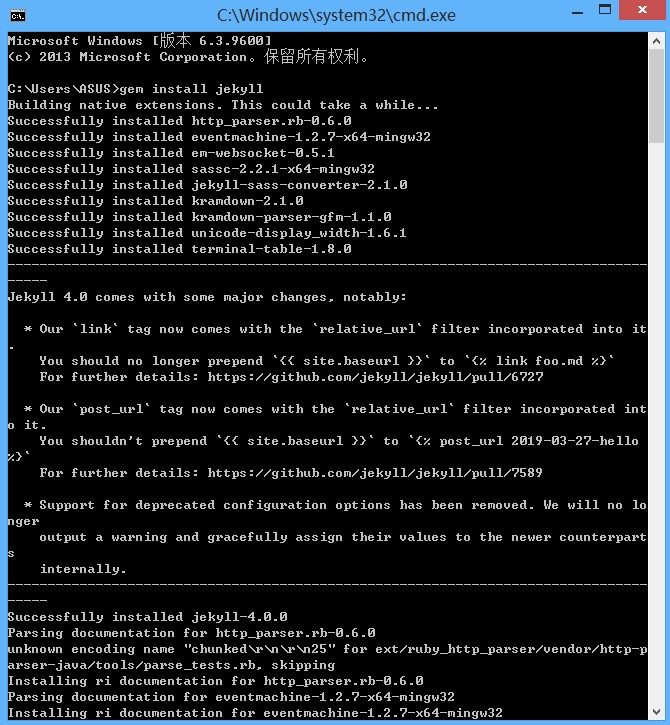 C:\Windows\system32\cmd.exe
Microsoft Windows [版本 6.3.9600]
(c) 2013 Microsoft Corporation。保留所有权利。
C:\Users\ASUS>gem install jekyll
Building native extensions. This could take a while...
Successfully installed http_parser.rb-0.6.0
Successfully installed eventmachine-1.2.7-x64-mingw32
Successfully installed em-websocket-0.5.1
Successfully installed sassc-2.2.1-x64-mingw32
Successfully installed jekyll-sass-converter-2.1.0
Successfully installed kramdown-2.1.0
Successfully installed kramdown-parser-gfm-1.1.0
Successfully installed unicode-display_width-1.6.1
Successfully installed terminal-table-1.8.0
--------------------------------------------------------------------------------
-----
Jekyll 4.0 comes with some major changes, notably:
* Our `link` tag now comes with the `relative_url` filter incorporated into it
.
You should no longer prepend `{{ site.baseurl }}` to `{% link foo.md %}`
For further details: https://github.com/jekyll/jekyll/pull/6727
* Our `post_url` tag now comes with the `relative_url` filter incorporated int
o it.
You shouldn't prepend `{{ site.baseurl }}` to `{% post_url 2019-03-27-hello
%}`
For further details: https://github.com/jekyll/jekyll/pull/7589
* Support for deprecated configuration options has been removed. We will no lo
nger
output a warning and gracefully assign their values to the newer counterpart
s
internally.
--------------------------------------------------------------------------------
-----
Successfully installed jekyll-4.0.0
Parsing documentation for http_parser.rb-0.6.0
unknown encoding name "chunked\r\n\r\n25" for ext/ruby_http_parser/vendor/http-p
arser-java/tools/parse_tests.rb, skipping
Installing ri documentation for http_parser.rb-0.6.0
Parsing documentation for eventmachine-1.2.7-x64-mingw32
Installing ri documentation for eventmachine-1.2.7-x64-mingw32